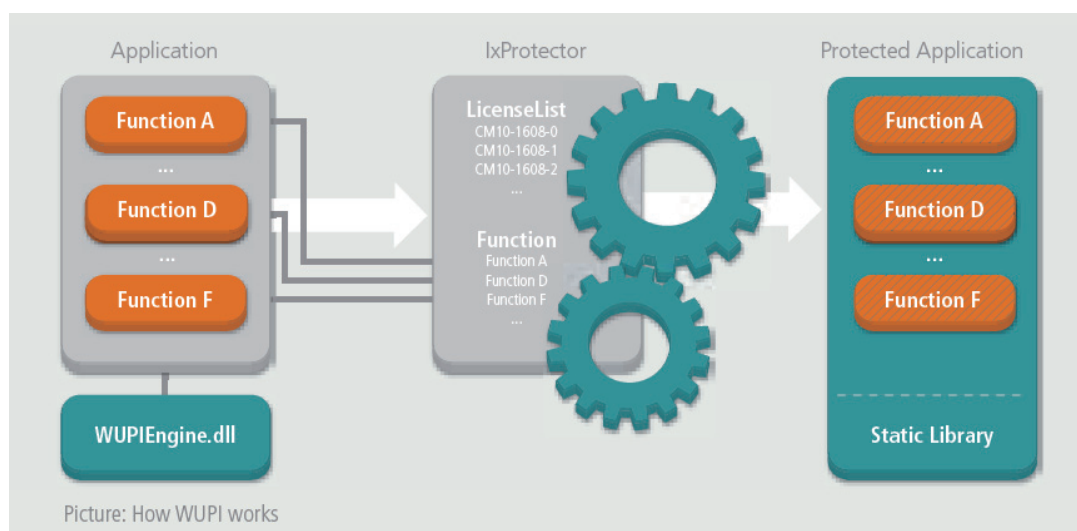 Application
IxProtector
Protected Application
Function A
...
Function D
...
Function F
WUPIEngine.dll
LicenseList
CM10-1608-0
CM10-1608-1
CM10-1608-2
...
Function
Function A
Function D
Function F
...
Function A
...
Function D
...
Function F
Static Library
Picture: How WUPI works